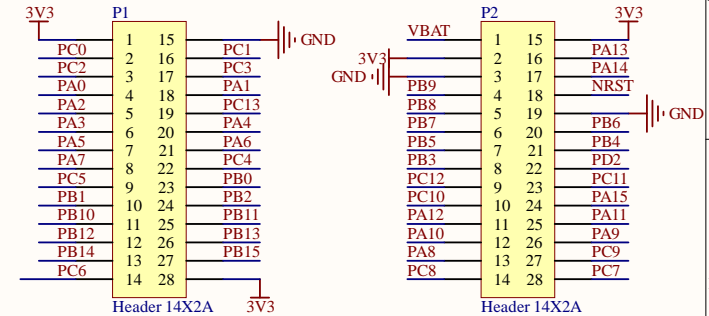 3V3 P1 P2 3V3
1 15 GND VBAT 1 15
PC0 2 16 PC1 3V3 2 16 PA13
PC2 3 17 PC3 GND 3 17 PA14
PA0 4 18 PA1 PB9 4 18 NRST
PA2 5 19 PC13 PB8 5 19 GND
PA3 6 20 PA4 PB7 6 20 PB6
PA5 7 21 PA6 PB5 7 21 PB4
PA7 8 22 PC4 PB3 8 22 PD2
PC5 9 23 PB0 PC12 9 23 PC11
PB1 10 24 PB2 PC10 10 24 PA15
PB10 11 25 PB11 PA12 11 25 PA11
PB12 12 26 PB13 PA10 12 26 PA9
PB14 13 27 PB15 PA8 13 27 PC9
PC6 14 28 PC8 14 28 PC7
Header 14X2A 3V3 Header 14X2A